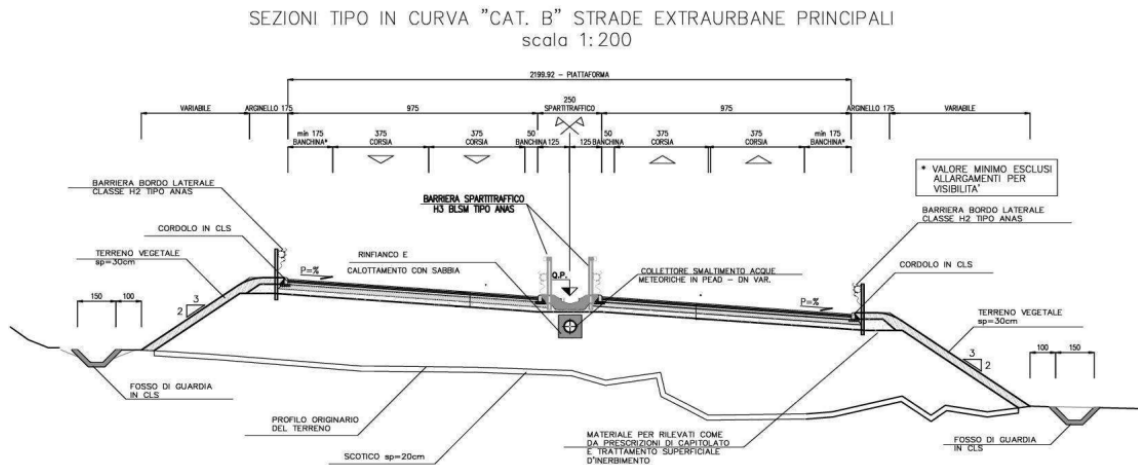 SEZIONI TIPO IN CURVA "CAT. B" STRADE EXTRAURBANE PRINCIPALI
scala 1:200
2199.92 - PIATTAFORMA
VARIABILE
ARGINELLO 175
975
250
SPARTITRAFFICO
975
ARGINELLO 175
VARIABILE
min 175
BANCHINA*
375
CORSIA
375
CORSIA
50
BANCHINA
125
125
50
BANCHINA
375
CORSIA
375
CORSIA
min 175
BANCHINA*
* VALORE MINIMO ESCLUSI
ALLARGAMENTI PER
VISIBILITA'
BARRIERA BORDO LATERALE
CLASSE H2 TIPO ANAS
BARRIERA SPARTITRAFFICO
H3 BLSM TIPO ANAS
BARRIERA BORDO LATERALE
CLASSE H2 TIPO ANAS
CORDOLO IN CLS
TERRENO VEGETALE
sp=30cm
P=%
RINFIANCO E
CALOTTAMENTO CON SABBIA
Q.P.
COLLETTORE SMALTIMENTO ACQUE
METEORICHE IN PEAD - DN VAR.
CORDOLO IN CLS
P=%
TERRENO VEGETALE
sp=30cm
150
100
3
2
3
2
100
150
FOSSO DI GUARDIA
IN CLS
PROFILO ORIGINARIO
DEL TERRENO
SCOTICO sp=20cm
MATERIALE PER RILEVATI COME
DA PRESCRIZIONI DI CAPITOLATO
E TRATTAMENTO SUPERFICIALE
D'INERBIMENTO
FOSSO DI GUARDIA
IN CLS